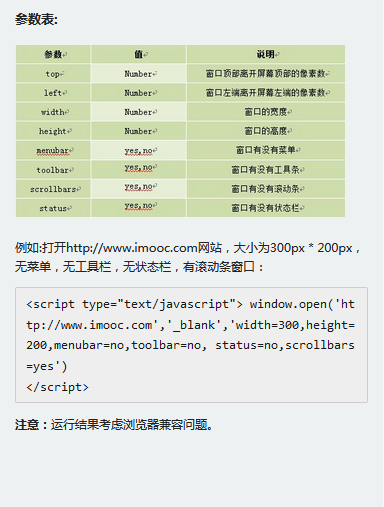 参数表:
参数 值 说明
top Number 窗口顶部离开屏幕顶部的像素数
left Number 窗口左端离开屏幕左端的像素数
width Number 窗口的宽度
height Number 窗口的高度
menubar yes,no 窗口有没有菜单
toolbar yes,no 窗口有没有工具条
scrollbars yes,no 窗口有没有滚动条
status yes,no 窗口有没有状态栏
例如:打开http://www.imooc.com网站，大小为300px * 200px，
无菜单，无工具栏，无状态栏，有滚动条窗口：
<script type="text/javascript"> window.open('ht
tp://www.imooc.com','_blank','width=300,height=
200,menubar=no,toolbar=no, status=no,scrollbars
=yes')
</script>
注意：运行结果考虑浏览器兼容问题。